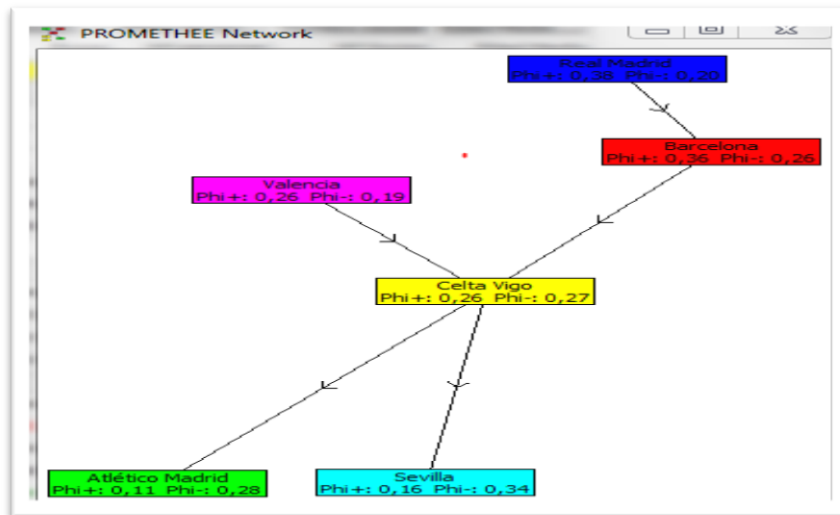 PROMETHEE Network
Real Madrid
Phi+: 0,38 Phi-: 0,20
Barcelona
Phi+: 0,36 Phi-: 0,26
Valencia
Phi+: 0,26 Phi-: 0,19
Celta Vigo
Phi+: 0,26 Phi-: 0,27
Atlético Madrid
Phi+: 0,11 Phi-: 0,28
Sevilla
Phi+: 0,16 Phi-: 0,34